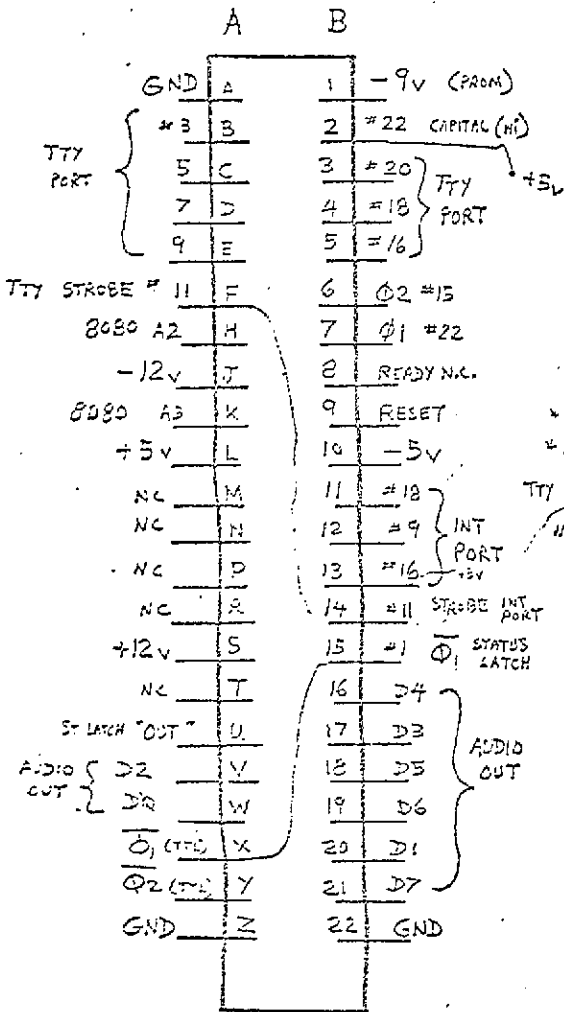 A B
GND A 1 -9V (PROM)
#3 B 2 #22 CAPITAL (HI)
TTY PORT 5 C 3 #20 TTY PORT +5V
7 D 4 #18
9 E 5 #16
TTY STROBE # 11 F 6 Φ2 #15
8080 A2 H 7 Φ1 #22
-12V J 8 READY N.C.
8080 A3 K 9 RESET
+5V L 10 -5V
NC M 11 #18 TTY
NC N 12 #9 INT PORT
NC P 13 #16 +5V
NC R 14 #11 STROBE INT PORT
+12V S 15 #1 Φ1 STATUS LATCH
NC T 16 D4
ST LATCH "OUT" U 17 D3 AUDIO OUT
AUDIO OUT D2 V 18 D5
D0 W 19 D6
Φ1 (TTL) X 20 D1
Φ2 (TTL) Y 21 D7
GND Z 22 GND